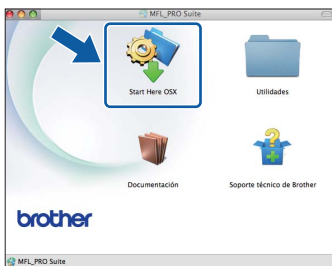 MFL_PRO Suite
Start Here OSX
Utilidades
Documentación
Soporte técnico de Brother
brother
MFL_PRO Suite